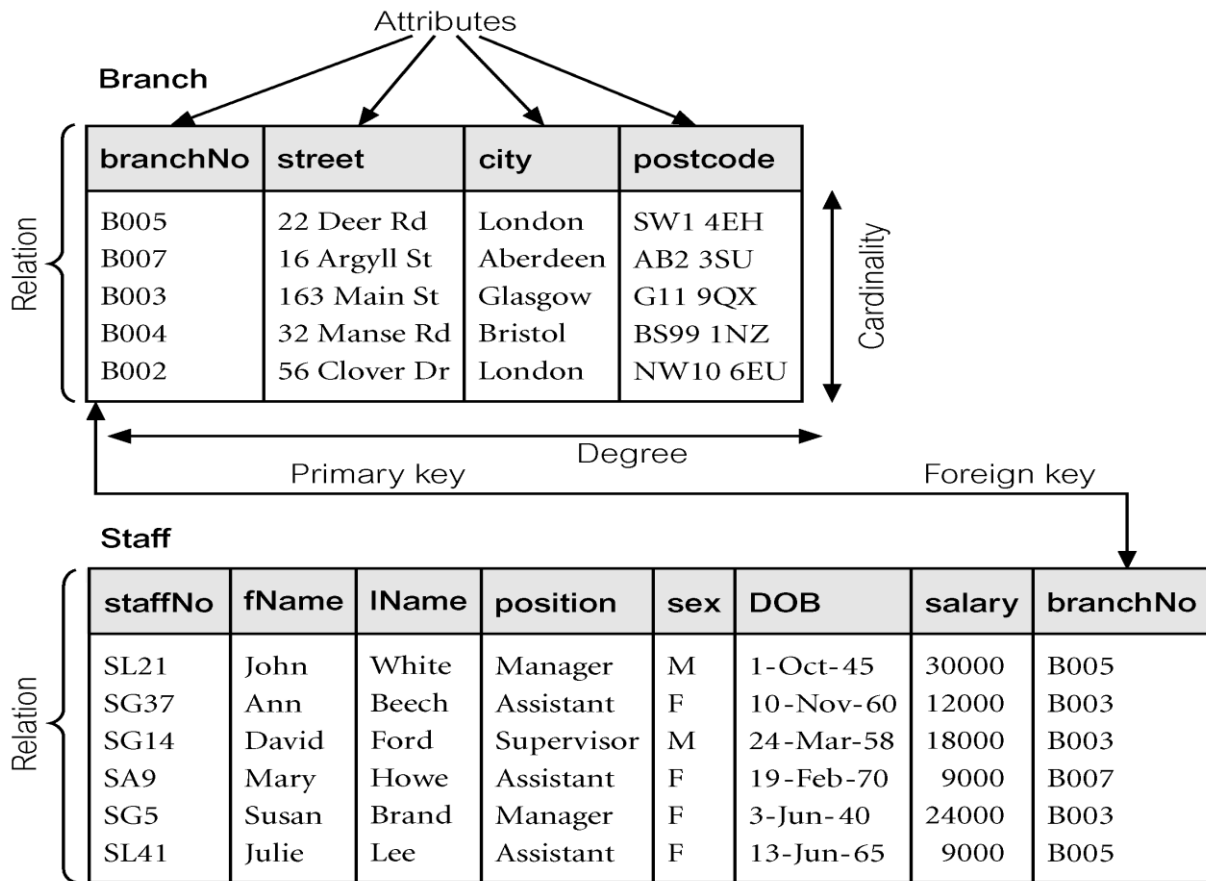 Attributes
Branch
branchNo street city postcode
B005 22 Deer Rd London SW1 4EH
B007 16 Argyll St Aberdeen AB2 3SU
B003 163 Main St Glasgow G11 9QX
B004 32 Manse Rd Bristol BS99 1NZ
B002 56 Clover Dr London NW10 6EU
Relation
Cardinality
Degree
Primary key Foreign key
Staff
staffNo fName lName position sex DOB salary branchNo
SL21 John White Manager M 1-Oct-45 30000 B005
SG37 Ann Beech Assistant F 10-Nov-60 12000 B003
SG14 David Ford Supervisor M 24-Mar-58 18000 B003
SA9 Mary Howe Assistant F 19-Feb-70 9000 B007
SG5 Susan Brand Manager F 3-Jun-40 24000 B003
SL41 Julie Lee Assistant F 13-Jun-65 9000 B005
Relation